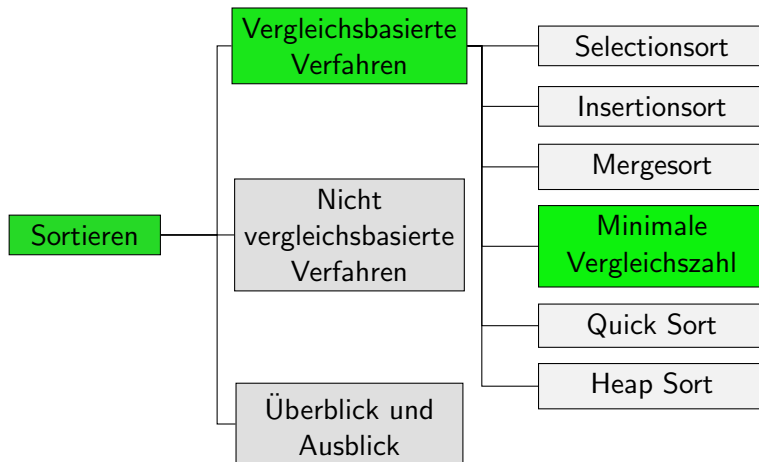 Sortieren
Vergleichsbasierte
Verfahren
Nicht
vergleichsbasierte
Verfahren
Überblick und
Ausblick
Selectionsort
Insertionsort
Mergesort
Minimale
Vergleichszahl
Quick Sort
Heap Sort